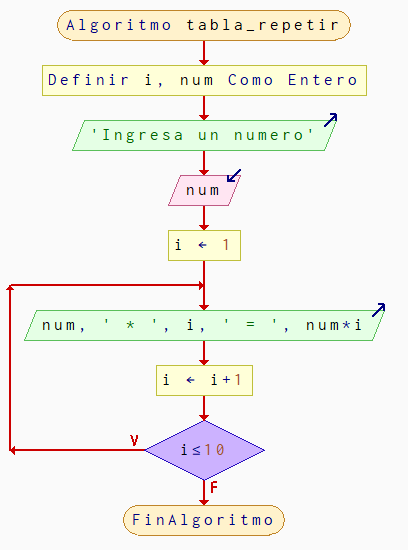 Algoritmo tabla_repetir
Definir i, num Como Entero
'Ingresa un numero'
num
i ← 1
num, ' * ', i, ' = ', num*i
i ← i+1
V
i≤10
F
FinAlgoritmo